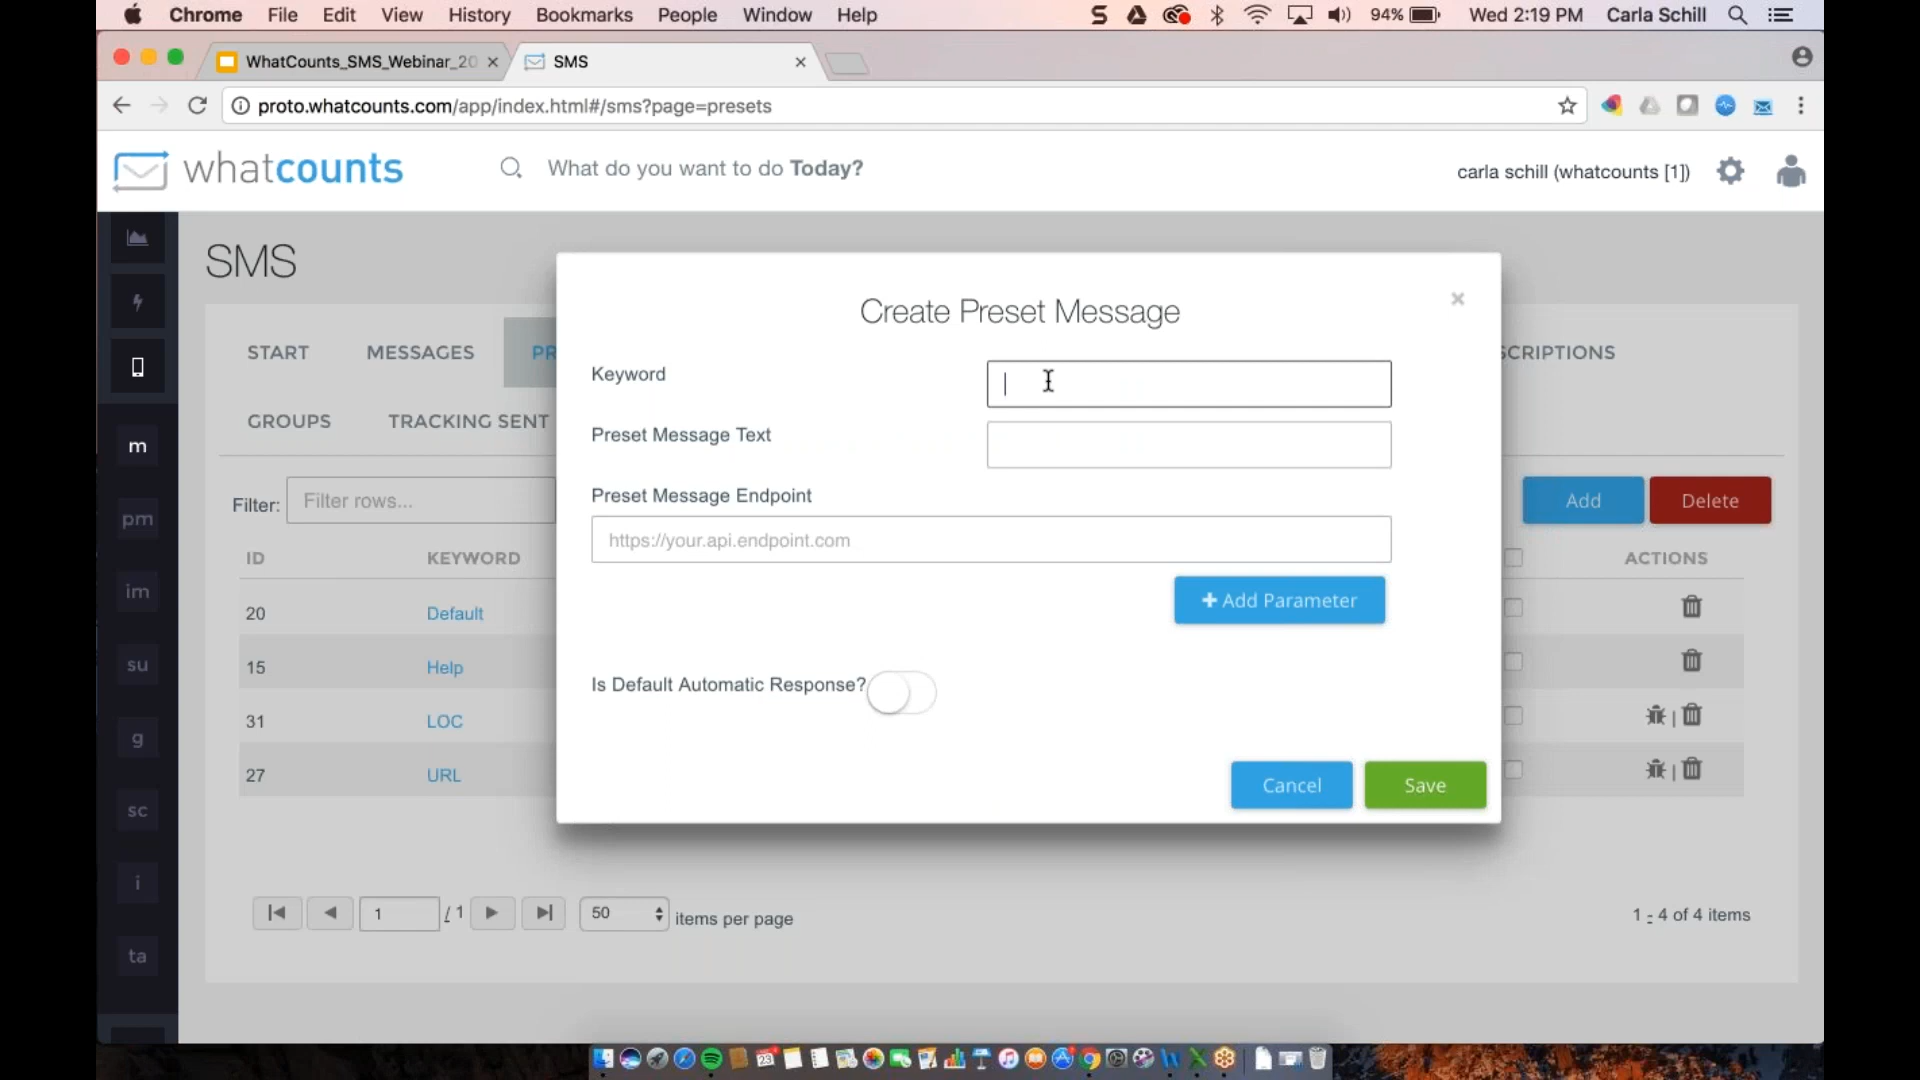 Chrome File Edit View History Bookmarks People Window Help 94% Wed 2:19 PM Carla Schill
WhatCounts_SMS_Webinar_20 SMS
proto.whatcounts.com/app/index.html#/sms?page=presets
whatcounts What do you want to do Today? carla schill (whatcounts [1])
SMS
Create Preset Message
START MESSAGES PR SCRIPTIONS
Keyword
GROUPS TRACKING SENT
Preset Message Text
Preset Message Endpoint
Filter: Filter rows... Add Delete
https://your.api.endpoint.com
ID KEYWORD ACTIONS
+ Add Parameter
20 Default
15 Help
Is Default Automatic Response?
31 LOC
27 URL
Cancel Save
1 / 1 50 items per page 1 - 4 of 4 items
m
pm
im
su
g
sc
i
ta